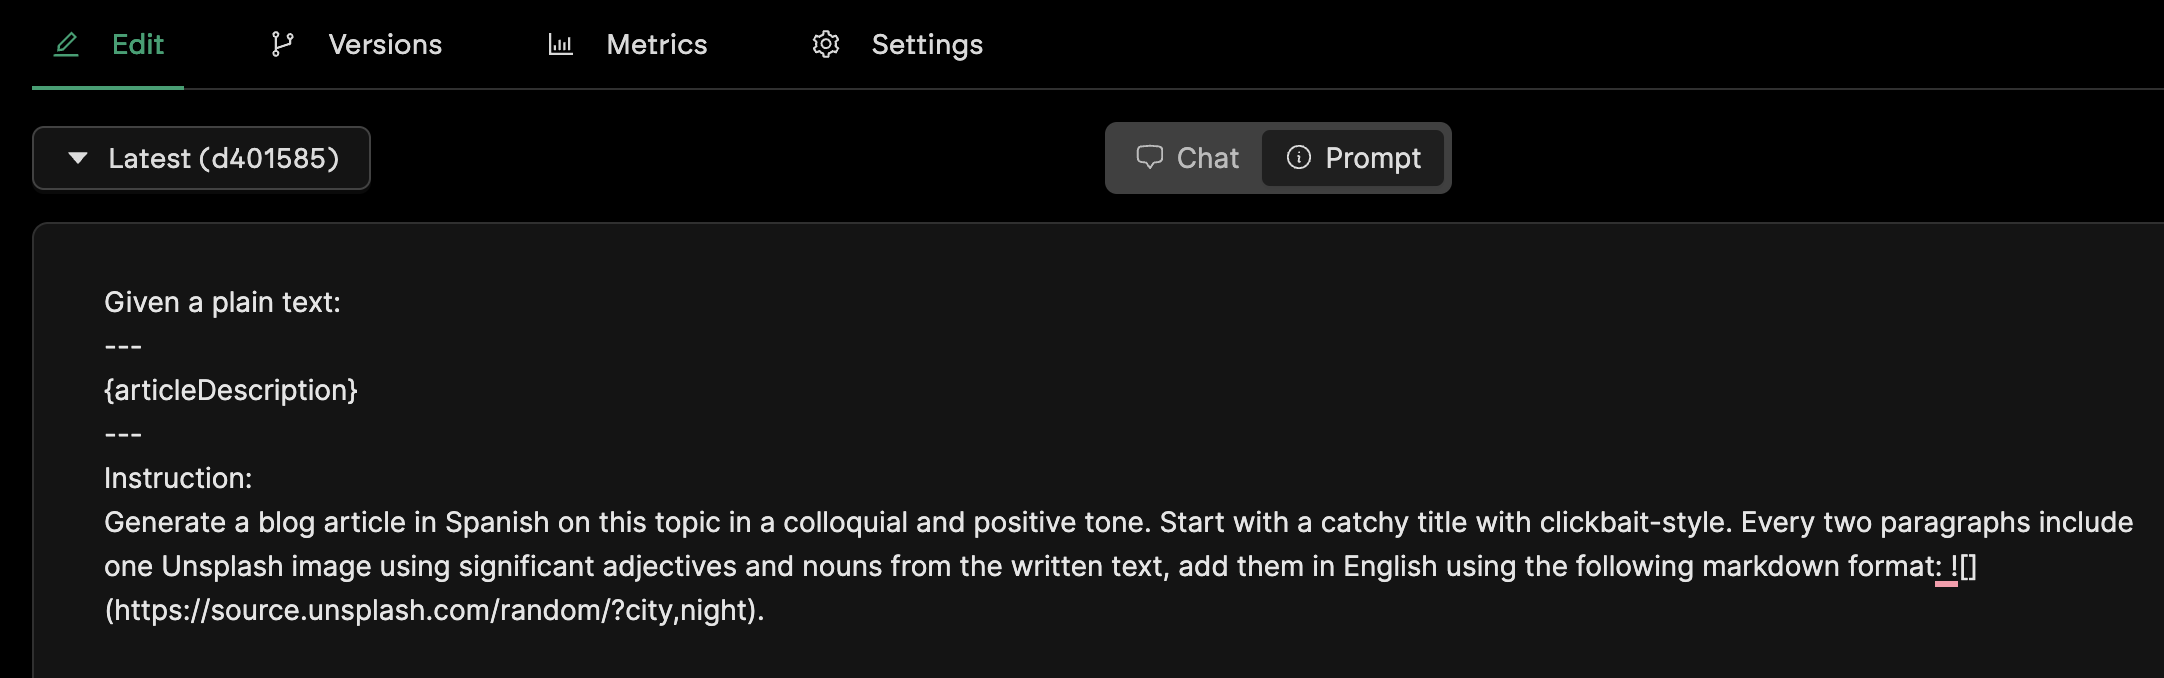 Edit Versions Metrics Settings
Latest (d401585) Chat Prompt
Given a plain text:
---
{articleDescription}
---
Instruction:
Generate a blog article in Spanish on this topic in a colloquial and positive tone. Start with a catchy title with clickbait-style. Every two paragraphs include
one Unsplash image using significant adjectives and nouns from the written text, add them in English using the following markdown format: ![]
(https://source.unsplash.com/random/?city,night).